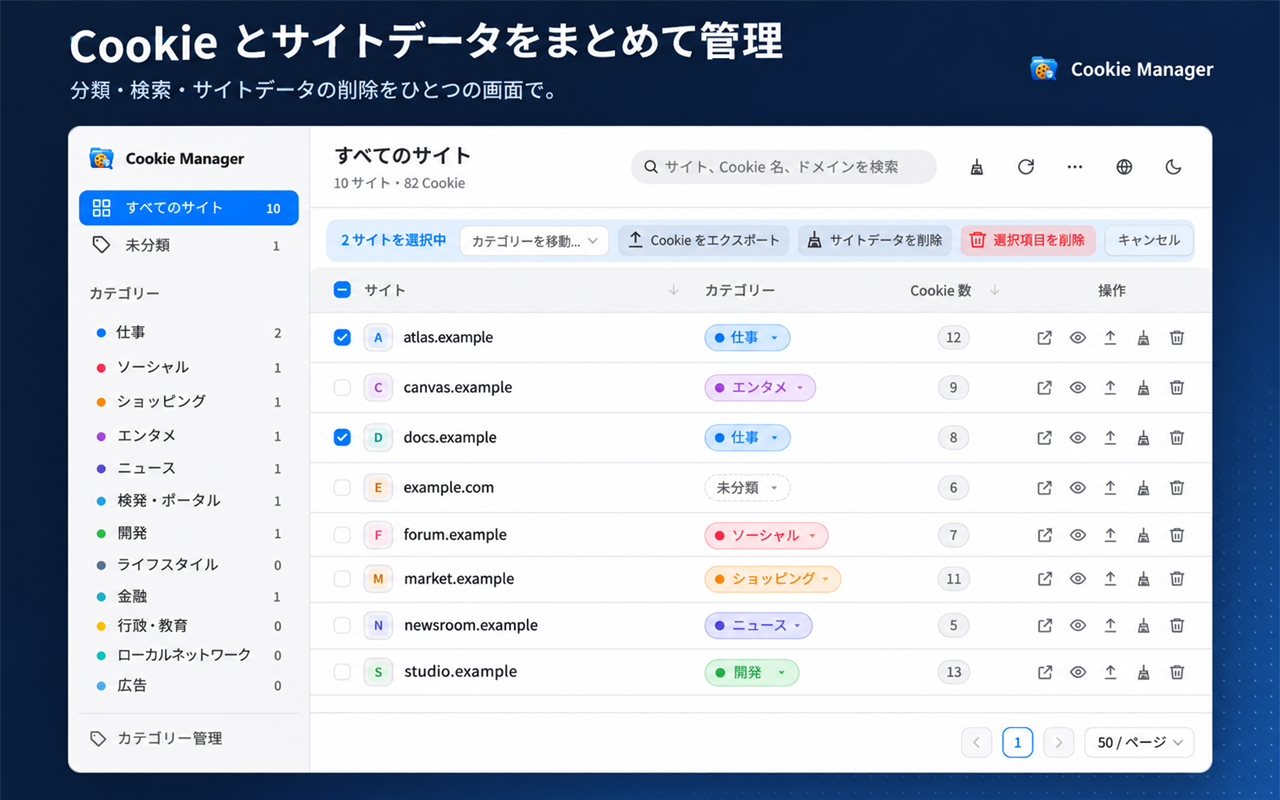 Cookie とサイトデータをまとめて管理
分類・検索・サイトデータの削除をひとつの画面で。
Cookie Manager
Cookie Manager
すべてのサイト 10
未分類 1
カテゴリー
仕事 2
ソーシャル 1
ショッピング 1
エンタメ 1
ニュース 1
検発・ポータル 1
開発 1
ライフスタイル 0
金融 1
行政・教育 0
ローカルネットワーク 0
広告 0
カテゴリー管理
すべてのサイト
10 サイト・82 Cookie
サイト、Cookie 名、ドメインを検索
2 サイトを選択中 カテゴリーを移動... Cookie をエクスポート サイトデータを削除 選択項目を削除 キャンセル
サイト カテゴリー Cookie 数 操作
A atlas.example 仕事 12
C canvas.example エンタメ 9
D docs.example 仕事 8
E example.com 未分類 6
F forum.example ソーシャル 7
M market.example ショッピング 11
N newsroom.example ニュース 5
S studio.example 開発 13
1 50 / ページ